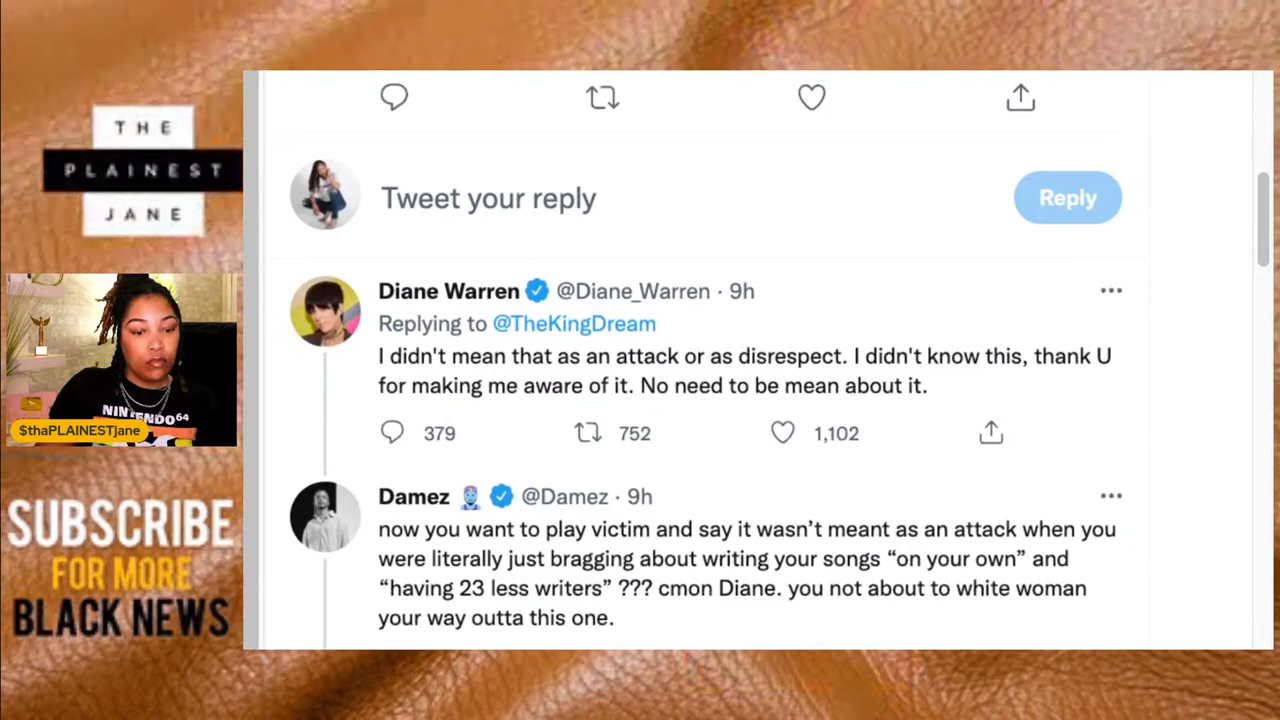 THE
PLAINEST
JANE
Tweet your reply
Reply
Diane Warren @Diane_Warren · 9h
Replying to @TheKingDream
I didn't mean that as an attack or as disrespect. I didn't know this, thank U
for making me aware of it. No need to be mean about it.
379 752 1,102
NINTENDO 64
$thaPLAINESTjane
Damez @Damez · 9h
now you want to play victim and say it wasn’t meant as an attack when you
were literally just bragging about writing your songs “on your own” and
“having 23 less writers” ??? cmon Diane. you not about to white woman
your way outta this one.
SUBSCRIBE
FOR MORE
BLACK NEWS